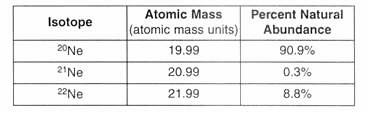 Isotope | Atomic Mass (atomic mass units) | Percent Natural Abundance
²⁰Ne | 19.99 | 90.9%
²¹Ne | 20.99 | 0.3%
²²Ne | 21.99 | 8.8%